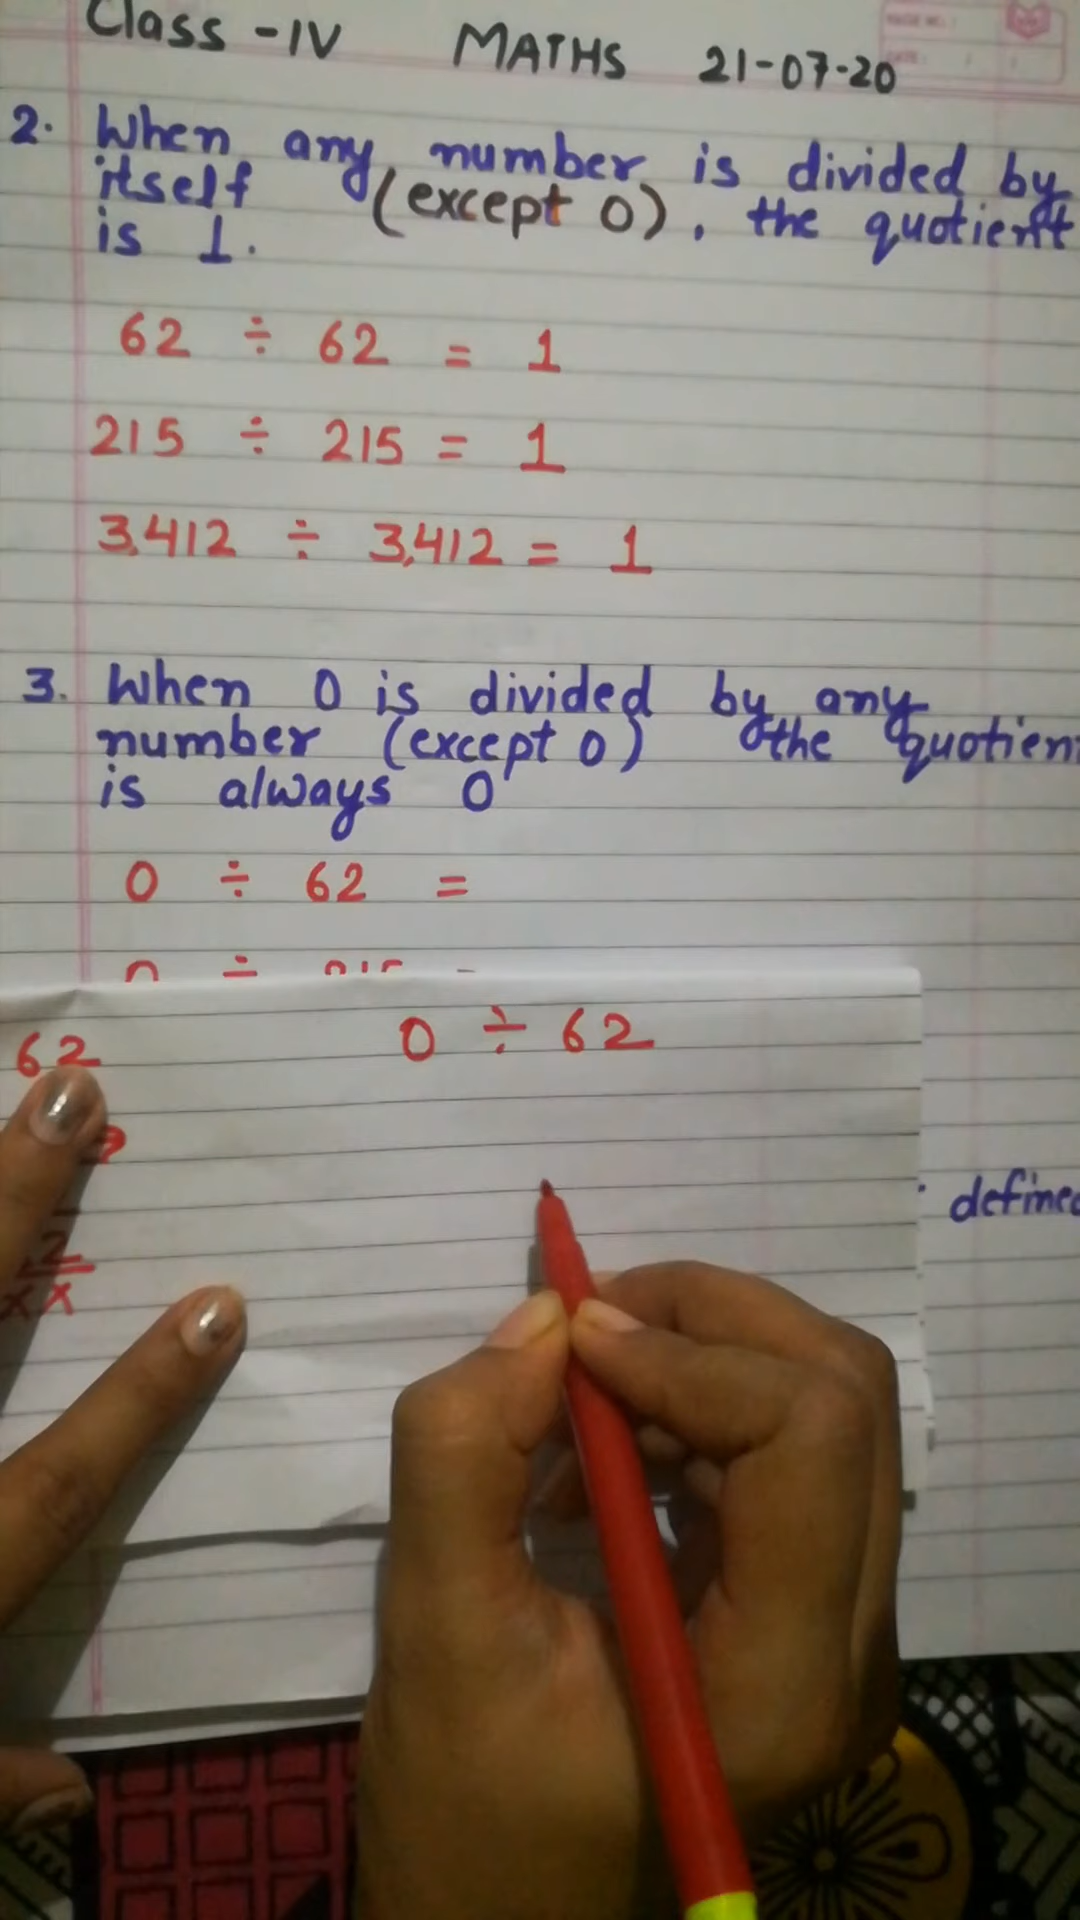 Class -IV MATHS 21-07-20
2. When any number is divided by
itself (except 0), the quotient
is 1.
62 ÷ 62 = 1
215 ÷ 215 = 1
3,412 ÷ 3,412 = 1
3. When 0 is divided by any
number (except 0) the quotien
is always 0
0 ÷ 62 =
62
0 ÷ 62
2
x x
defined